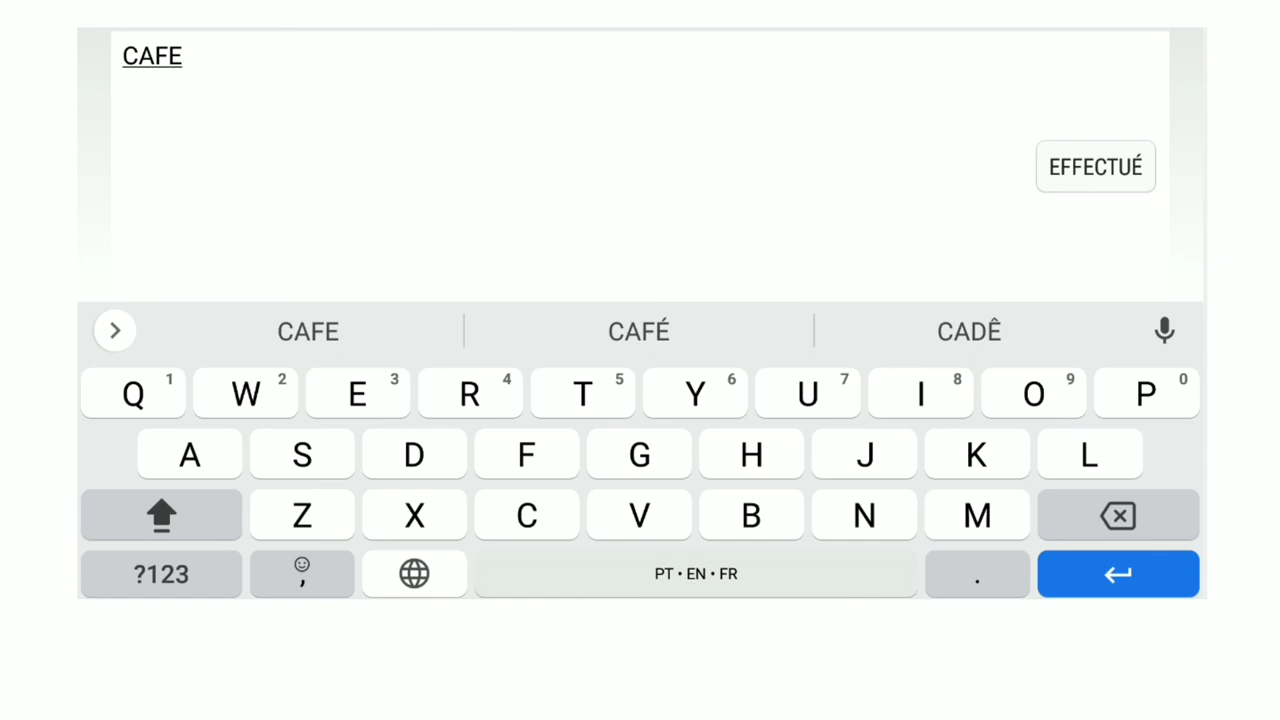 CAFE
EFFECTUÉ
CAFE CAFÉ CADÊ
Q 1 W 2 E 3 R 4 T 5 Y 6 U 7 I 8 O 9 P 0
A S D F G H J K L
Z X C V B N M
?123 , PT • EN • FR .